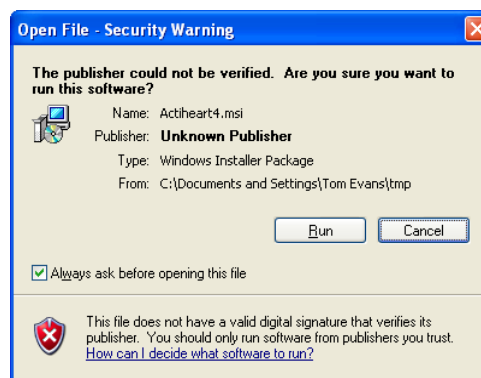 Open File - Security Warning
The publisher could not be verified.  Are you sure you want to
run this software?
Name: Actiheart4.msi
Publisher: Unknown Publisher
Type: Windows Installer Package
From: C:\Documents and Settings\Tom Evans\tmp
Run Cancel
Always ask before opening this file
This file does not have a valid digital signature that verifies its
publisher.  You should only run software from publishers you trust.
How can I decide what software to run?